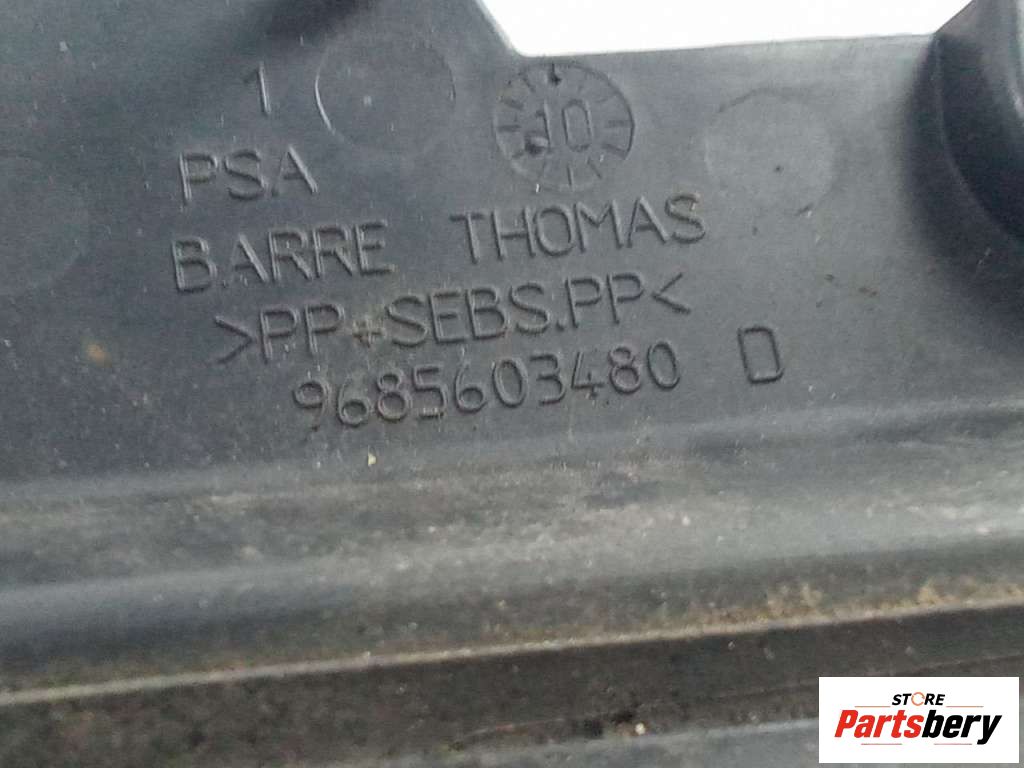 1
10
PSA
BARRE THOMAS
>PP+SEBS.PP<
9685603480 D
STORE
Partsbery